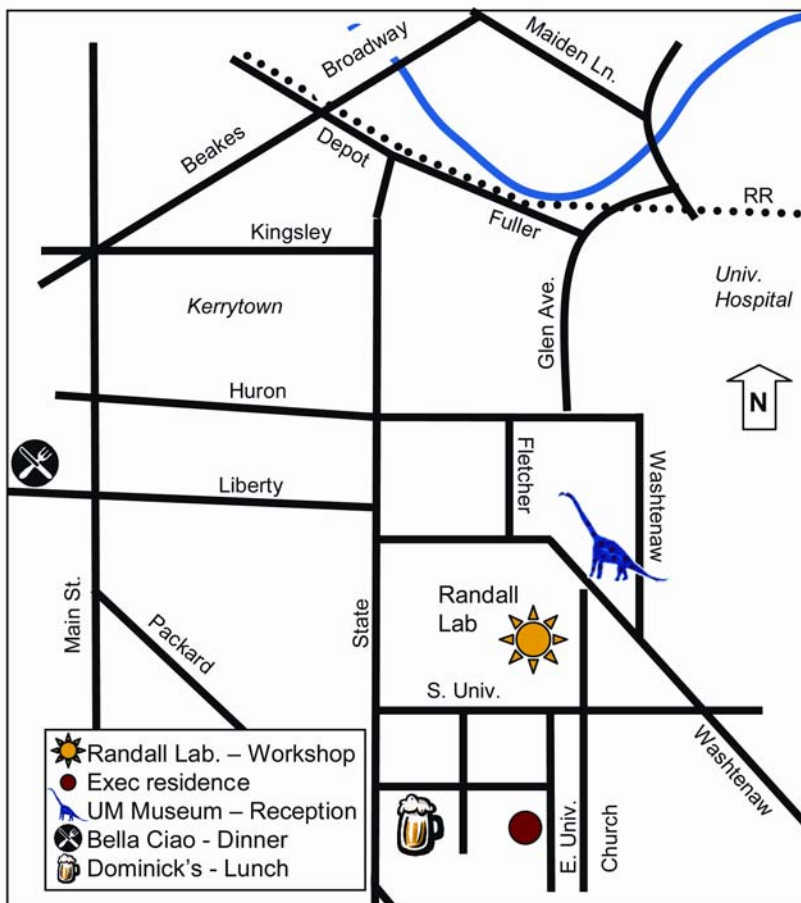 Broadway
Maiden Ln.
Beakes
Depot
RR
Fuller
Kingsley
Univ.
Hospital
Kerrytown
Glen Ave.
N
Huron
Fletcher
Washtenaw
Liberty
Randall
Lab
Main St.
Packard
State
S. Univ.
Washtenaw
E. Univ.
Church
Randall Lab. – Workshop
Exec residence
UM Museum – Reception
Bella Ciao - Dinner
Dominick's - Lunch